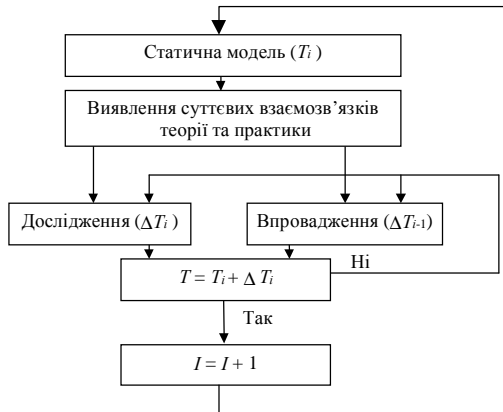 Статична модель (Ti)
Виявлення суттєвих взаємозв’язків
теорії та практики
Дослідження (ΔTi)
Впровадження (ΔTi-1)
T = Ti + Δ Ti
Ні
Так
I = I + 1